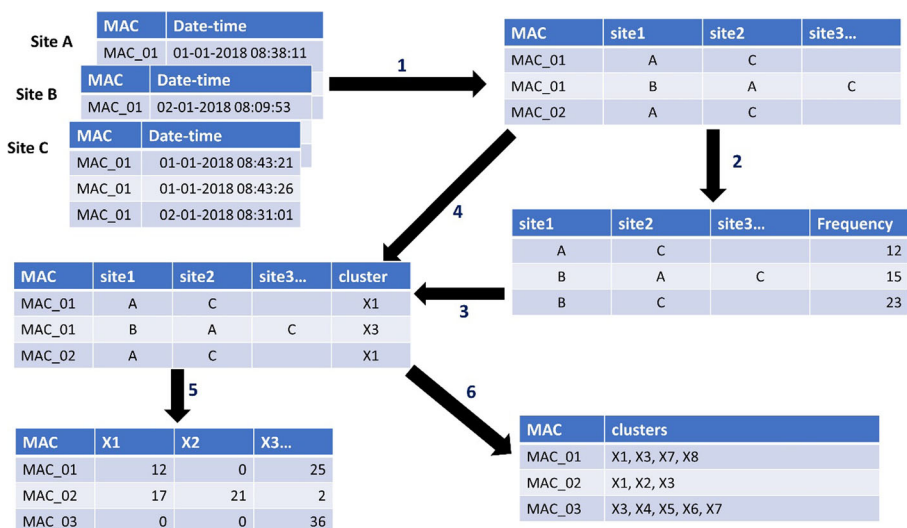 Site A
MAC Date-time
MAC_01 01-01-2018 08:38:11
Site B
MAC Date-time
MAC_01 02-01-2018 08:09:53
Site C
MAC Date-time
MAC_01 01-01-2018 08:43:21
MAC_01 01-01-2018 08:43:26
MAC_01 02-01-2018 08:31:01
1
MAC site1 site2 site3...
MAC_01 A C
MAC_01 B A C
MAC_02 A C
2
4
site1 site2 site3... Frequency
A C 12
B A C 15
B C 23
3
MAC site1 site2 site3... cluster
MAC_01 A C X1
MAC_01 B A C X3
MAC_02 A C X1
5
6
MAC X1 X2 X3...
MAC_01 12 0 25
MAC_02 17 21 2
MAC_03 0 0 36
MAC clusters
MAC_01 X1, X3, X7, X8
MAC_02 X1, X2, X3
MAC_03 X3, X4, X5, X6, X7